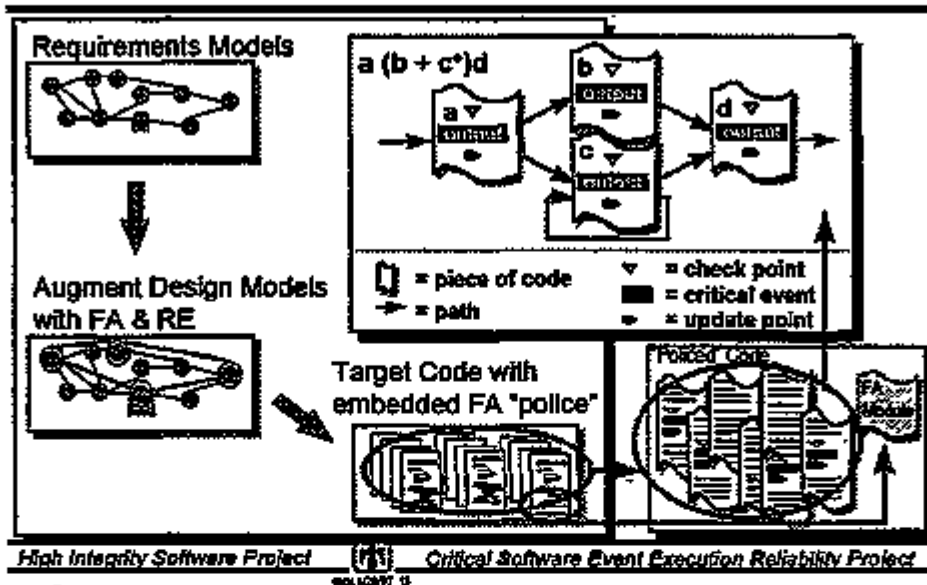 Requirements Models
a (b + c*)d
a
b
c
d
= piece of code
= path
= check point
= critical event
= update point
Augment Design Models
with FA & RE
Target Code with
embedded FA "police"
Policed Code
FA
Module
High Integrity Software Project
Critical Software Event Execution Reliability Project